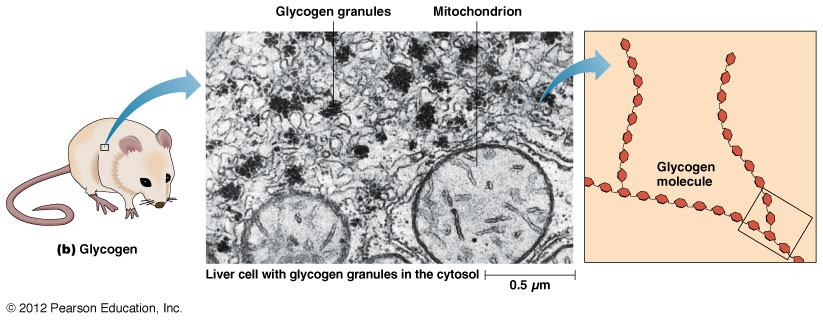 Glycogen granules
Mitochondrion
Glycogen
molecule
(b) Glycogen
Liver cell with glycogen granules in the cytosol
0.5 µm
© 2012 Pearson Education, Inc.